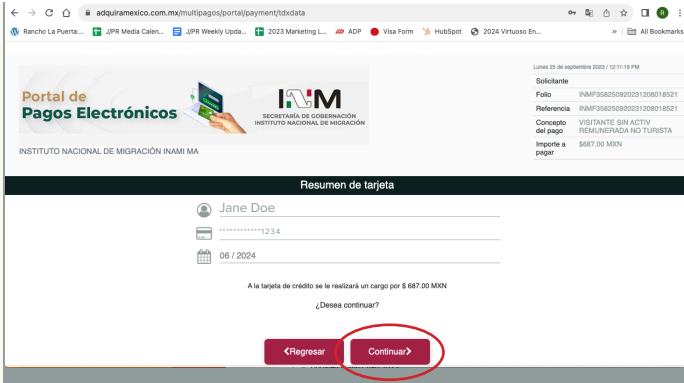 adquiramexico.com.mx/multipagos/portal/payment/tdxdata
Rancho La Puerta:... J/PR Media Calen... J/PR Weekly Upda... 2023 Marketing L... ADP Visa Form HubSpot 2024 Virtuoso En... » All Bookmarks
Lunes 25 de septiembre 2023 / 12:11:19 PM
Solicitante
Folio INMF358250920231208018521
Referencia INMF358250920231208018521
Concepto del pago VISITANTE SIN ACTIV
REMUNERADA NO TURISTA
Importe a pagar $687.00 MXN
Portal de
Pagos Electrónicos
INM
SECRETARÍA DE GOBERNACIÓN
INSTITUTO NACIONAL DE MIGRACIÓN
INSTITUTO NACIONAL DE MIGRACIÓN INAMI MA
Resumen de tarjeta
Jane Doe
************1234
06 / 2024
A la tarjeta de crédito se le realizará un cargo por $ 687.00 MXN
¿Desea continuar?
Regresar
Continuar